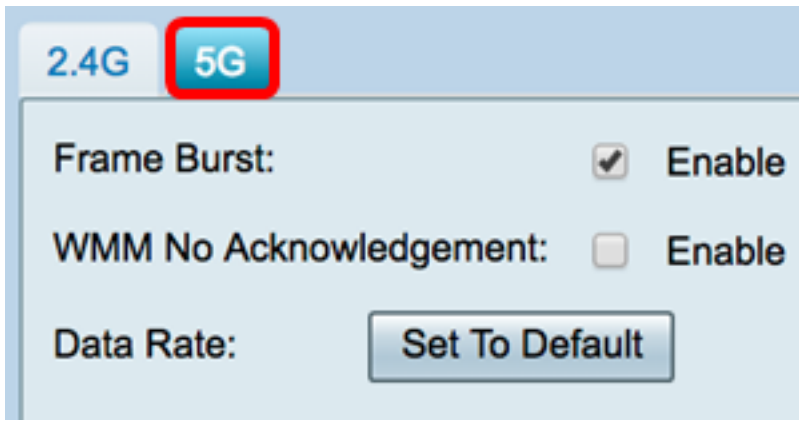 2.4G 5G
Frame Burst: Enable
WMM No Acknowledgement: Enable
Data Rate: Set To Default